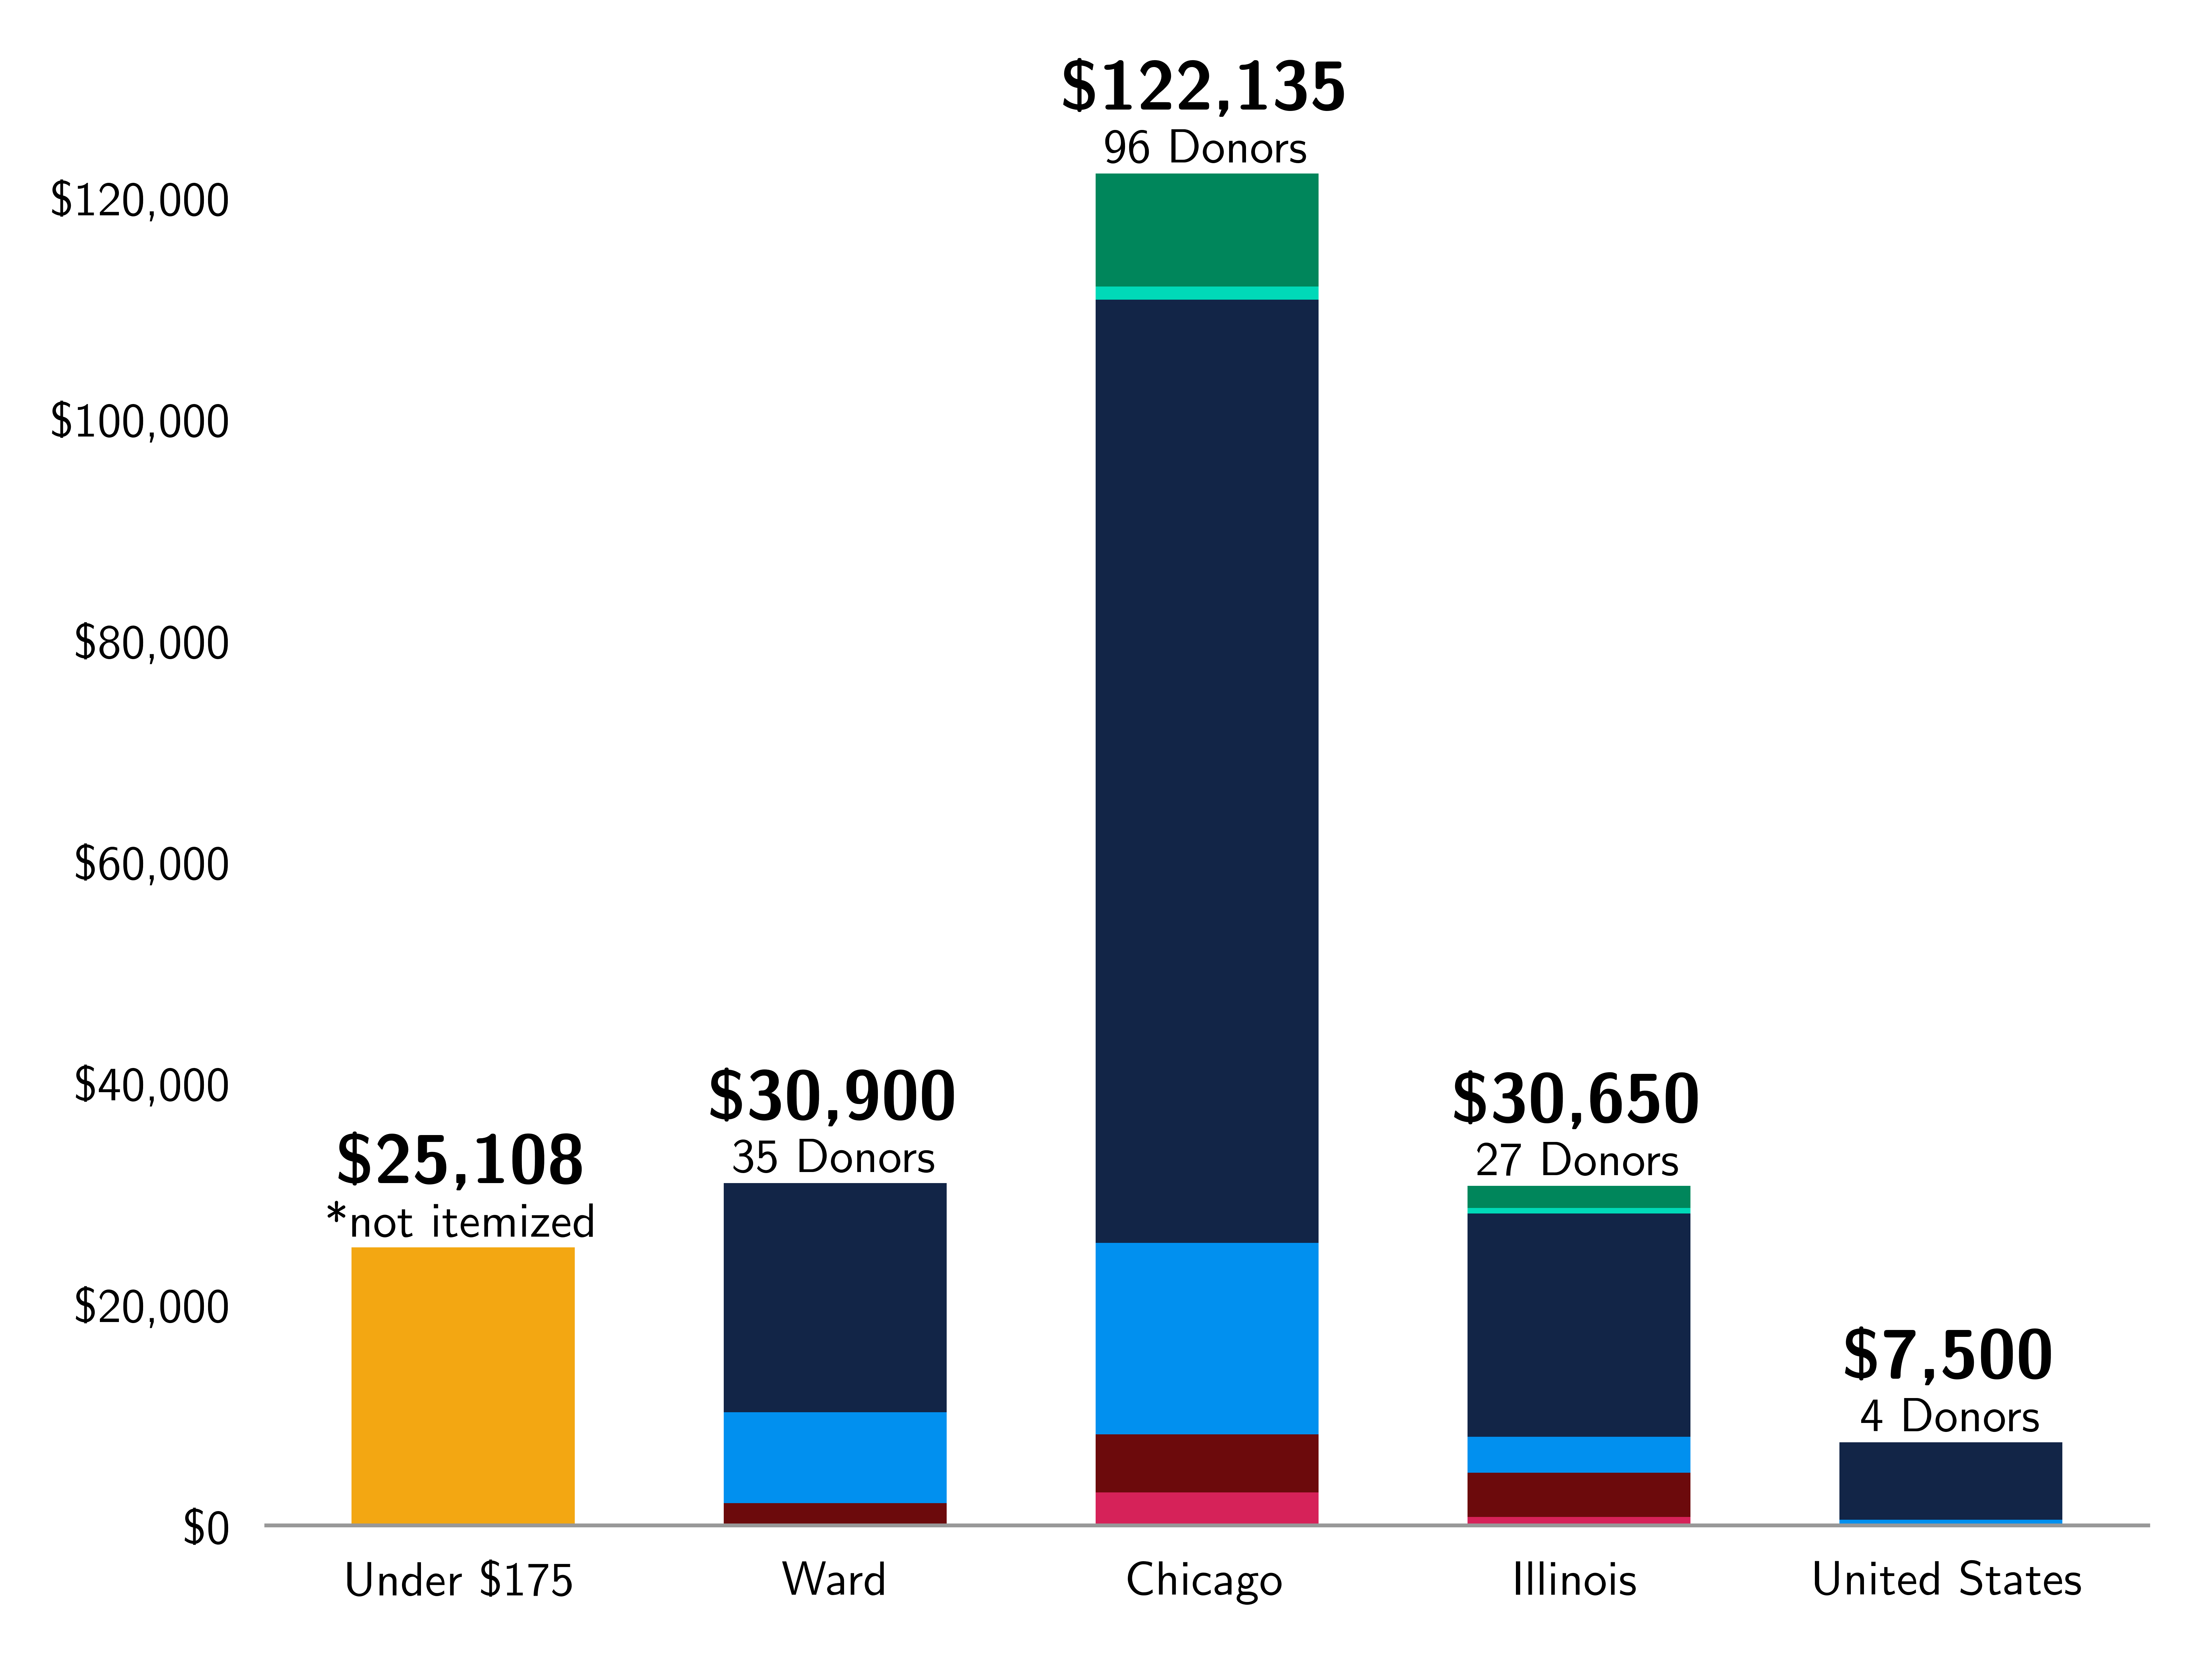 $122,135
96 Donors
$120,000
$100,000
$80,000
$60,000
$40,000
$30,900
35 Donors
$30,650
27 Donors
$25,108
*not itemized
$20,000
$7,500
4 Donors
$0
Under $175
Ward
Chicago
Illinois
United States